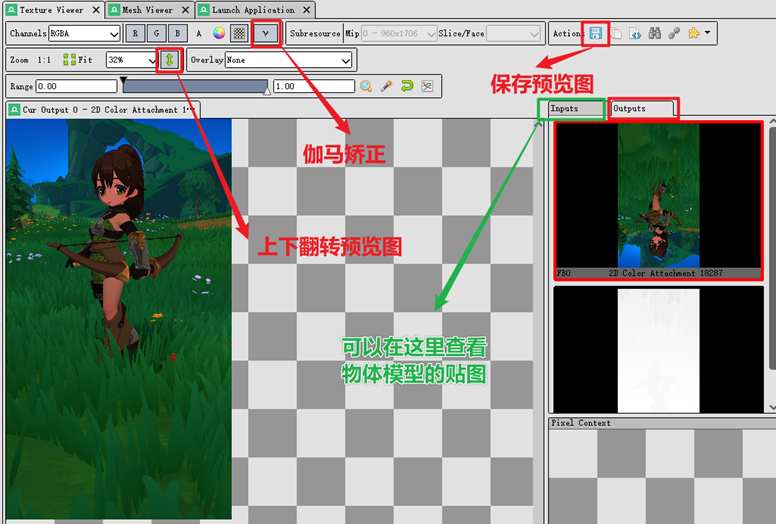 Texture Viewer
Mesh Viewer
Launch Application
Channels RGBA R G B A γ Subresource Mip 0 - 960x1706 Slice/Face Actions
Zoom 1:1 Fit 32% Overlay None
保存预览图
Range 0.00 1.00
Cur Output 0 - 2D Color Attachment 1
Inputs
Outputs
伽马矫正
上下翻转预览图
FBO 2D Color Attachment 18287
可以在这里查看
物体模型的贴图
Pixel Context